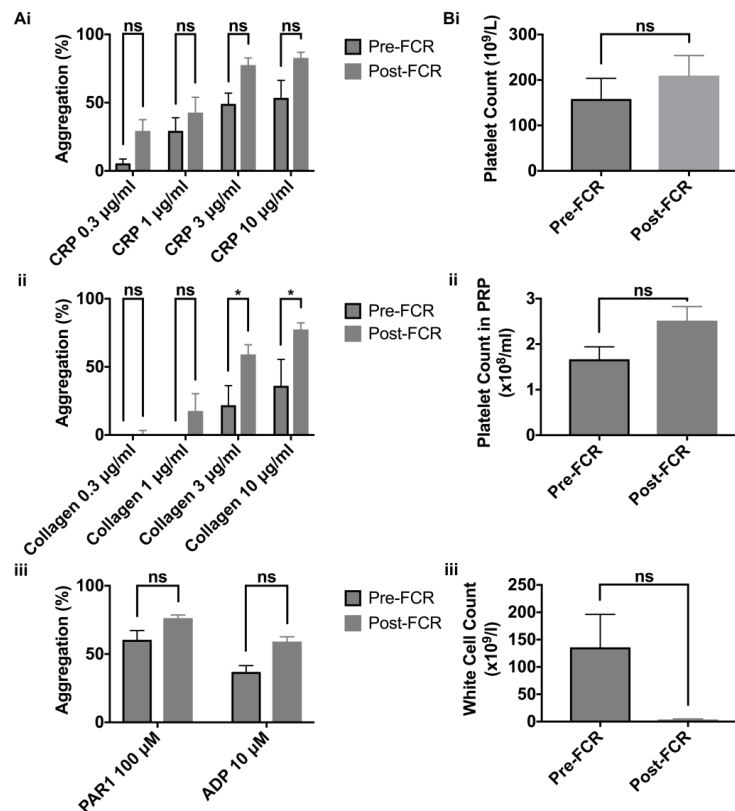 Ai
ns ns ns ns
Aggregation (%)
100
50
0
CRP 0.3 µg/ml
CRP 1 µg/ml
CRP 3 µg/ml
CRP 10 µg/ml
Pre-FCR
Post-FCR
Bi
ns
Platelet Count (10⁹/L)
300
200
100
0
Pre-FCR
Post-FCR
ii
ns ns * *
Aggregation (%)
100
50
0
Collagen 0.3 µg/ml
Collagen 1 µg/ml
Collagen 3 µg/ml
Collagen 10 µg/ml
Pre-FCR
Post-FCR
ii
ns
Platelet Count in PRP
(x10⁸/ml)
3
2
1
0
Pre-FCR
Post-FCR
iii
ns ns
Aggregation (%)
100
50
0
PAR1 100 µM
ADP 10 µM
Pre-FCR
Post-FCR
iii
ns
White Cell Count
(x10⁹/l)
250
200
150
100
50
0
Pre-FCR
Post-FCR